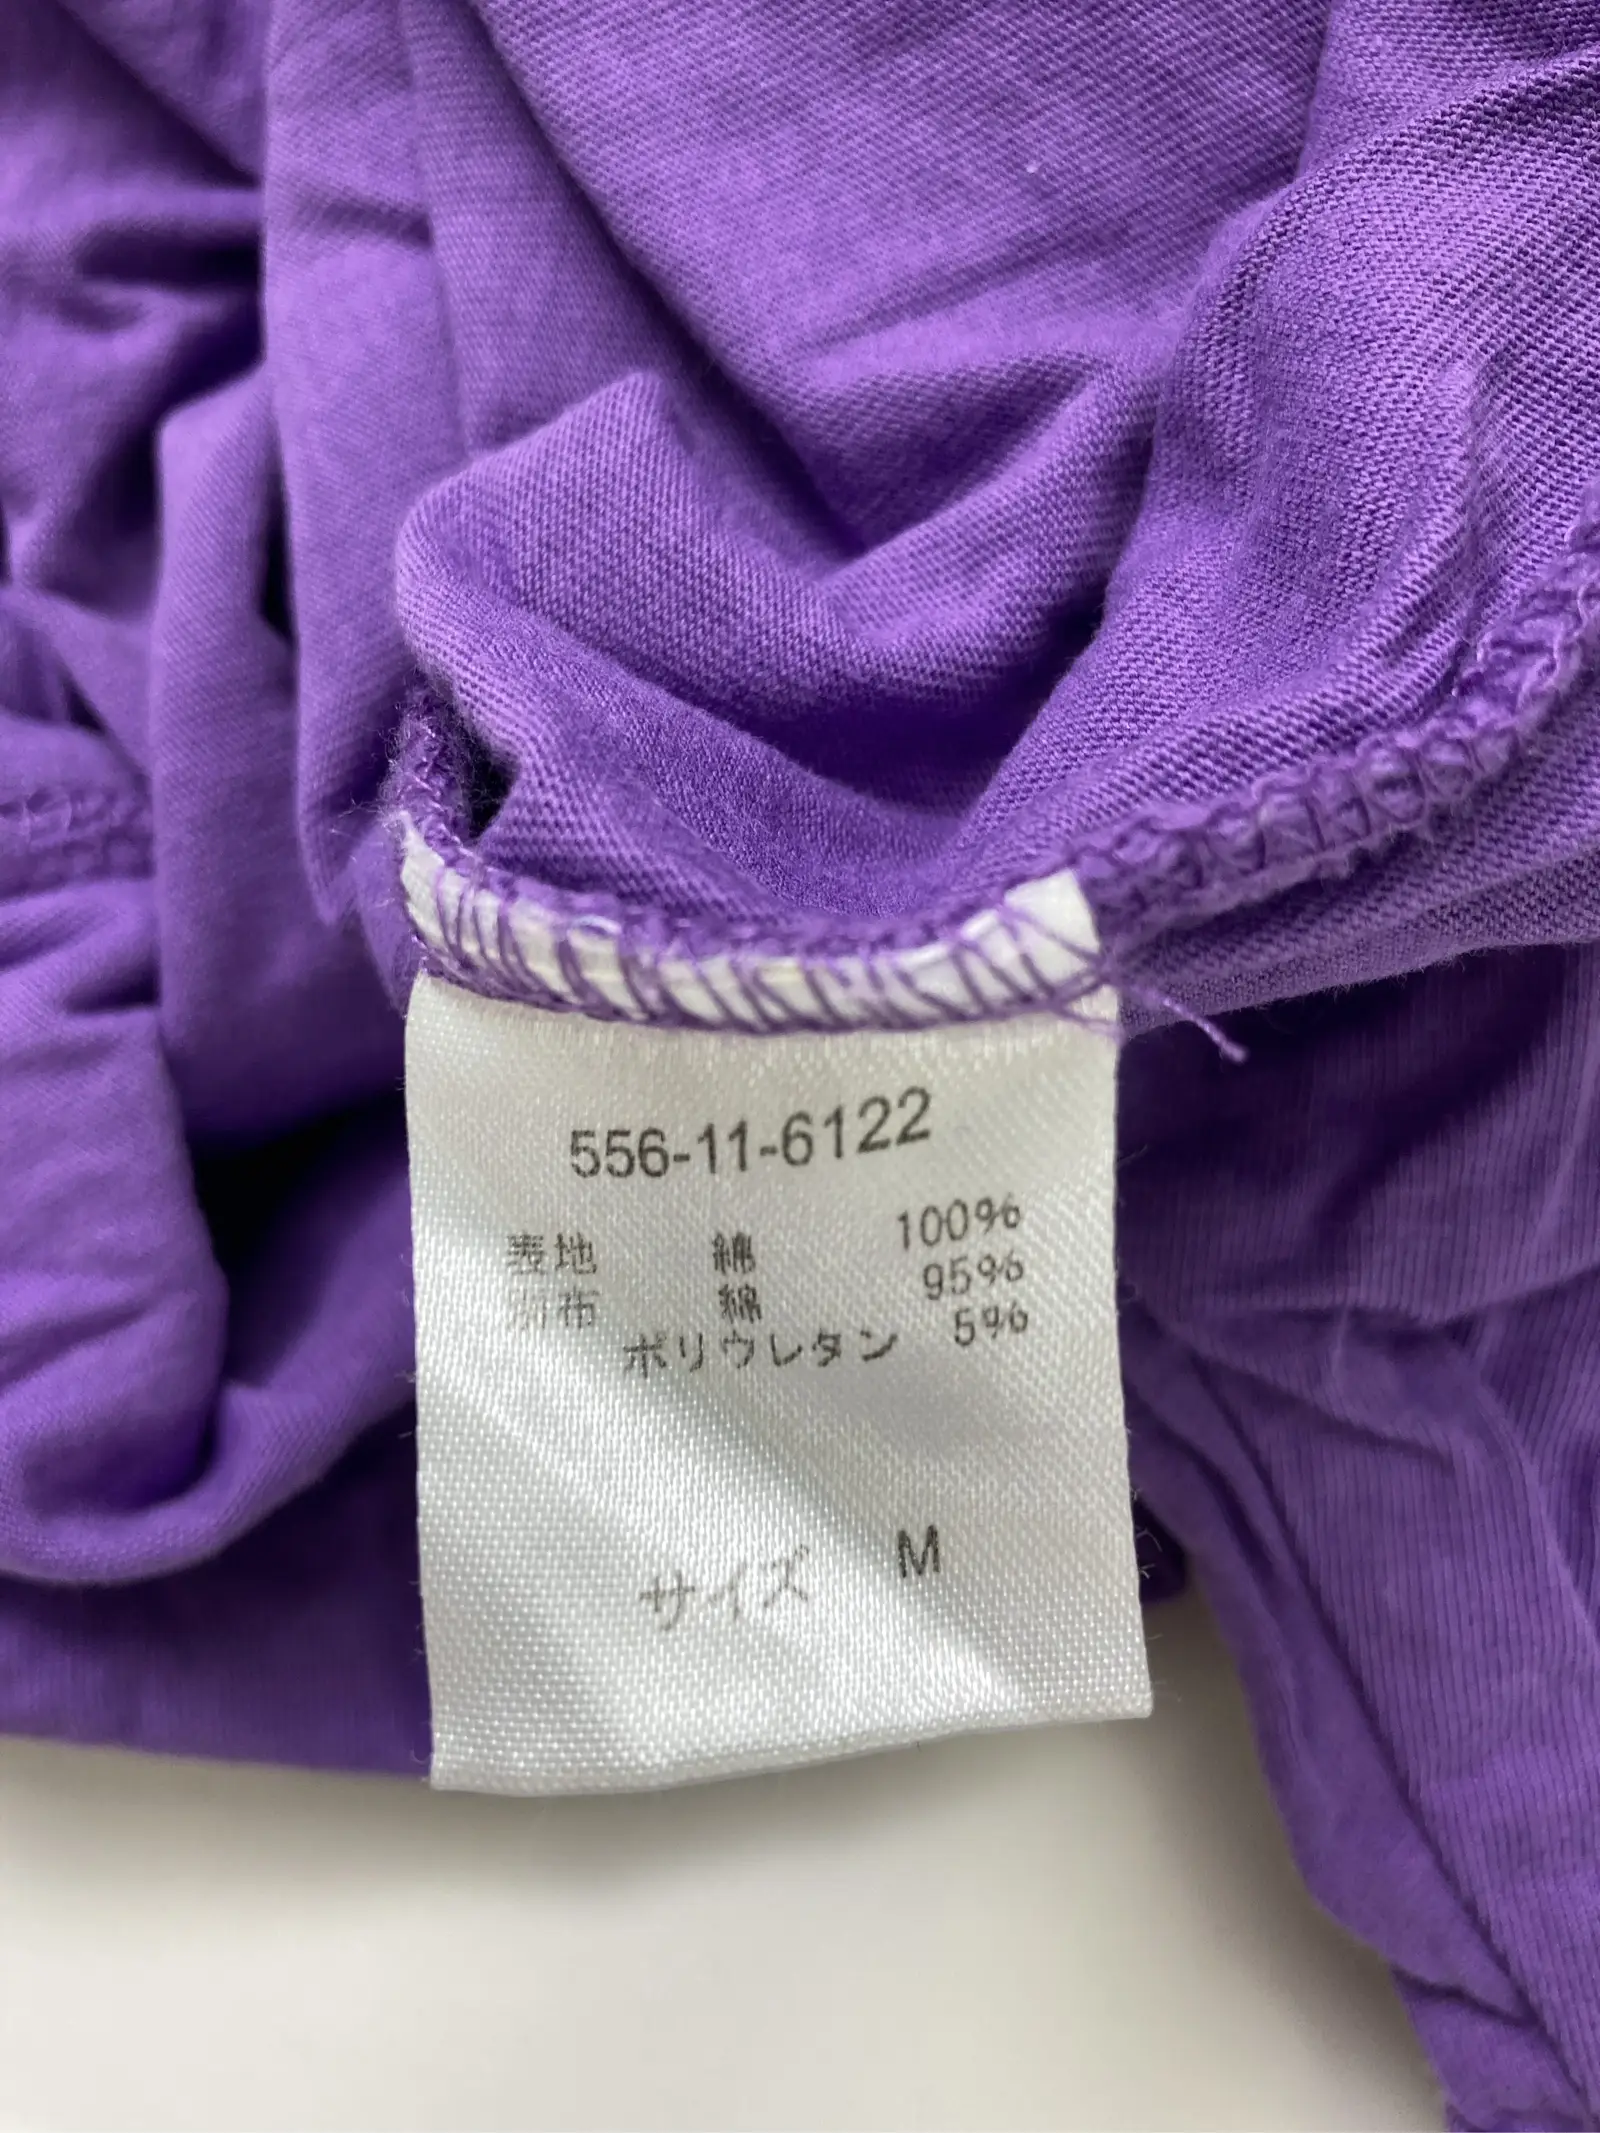 556-11-6122
表地 綿 100%
別布 綿 95%
ポリウレタン 5%
サイズ M